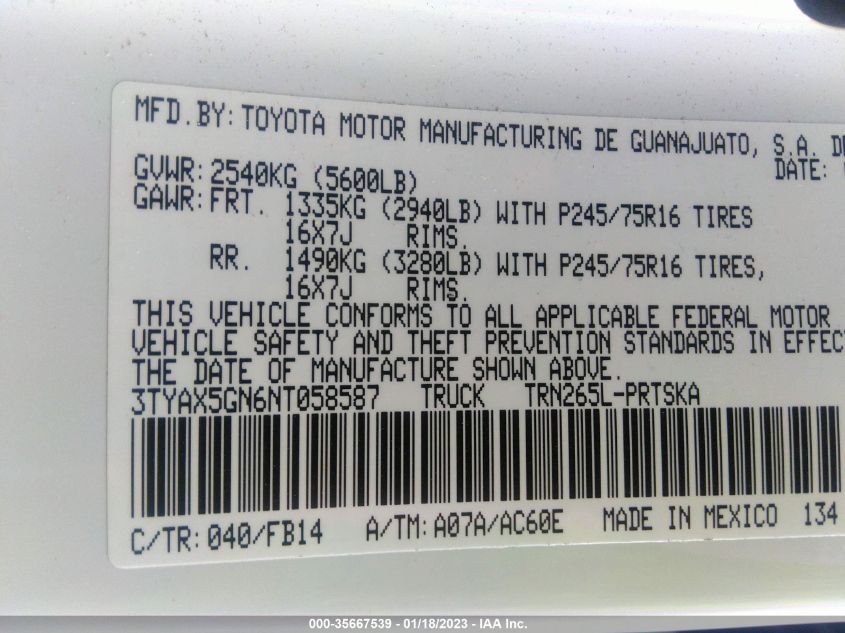 MFD.BY: TOYOTA MOTOR MANUFACTURING DE GUANAJUATO, S.A.
DATE:
GVWR: 2540KG (5600LB)
GAWR: FRT. 1335KG (2940LB) WITH P245/75R16 TIRES
16X7J RIMS.
RR. 1490KG (3280LB) WITH P245/75R16 TIRES,
16X7J RIMS.
THIS VEHICLE CONFORMS TO ALL APPLICABLE FEDERAL MOTOR
VEHICLE SAFETY AND THEFT PREVENTION STANDARDS IN EFFEC
THE DATE OF MANUFACTURE SHOWN ABOVE.
3TYAX5GN6NT058587 TRUCK TRN265L-PRTSKA
C/TR: 040/FB14 A/TM: A07A/AC60E MADE IN MEXICO 134
000-35667539 - 01/18/2023 - IAA Inc.